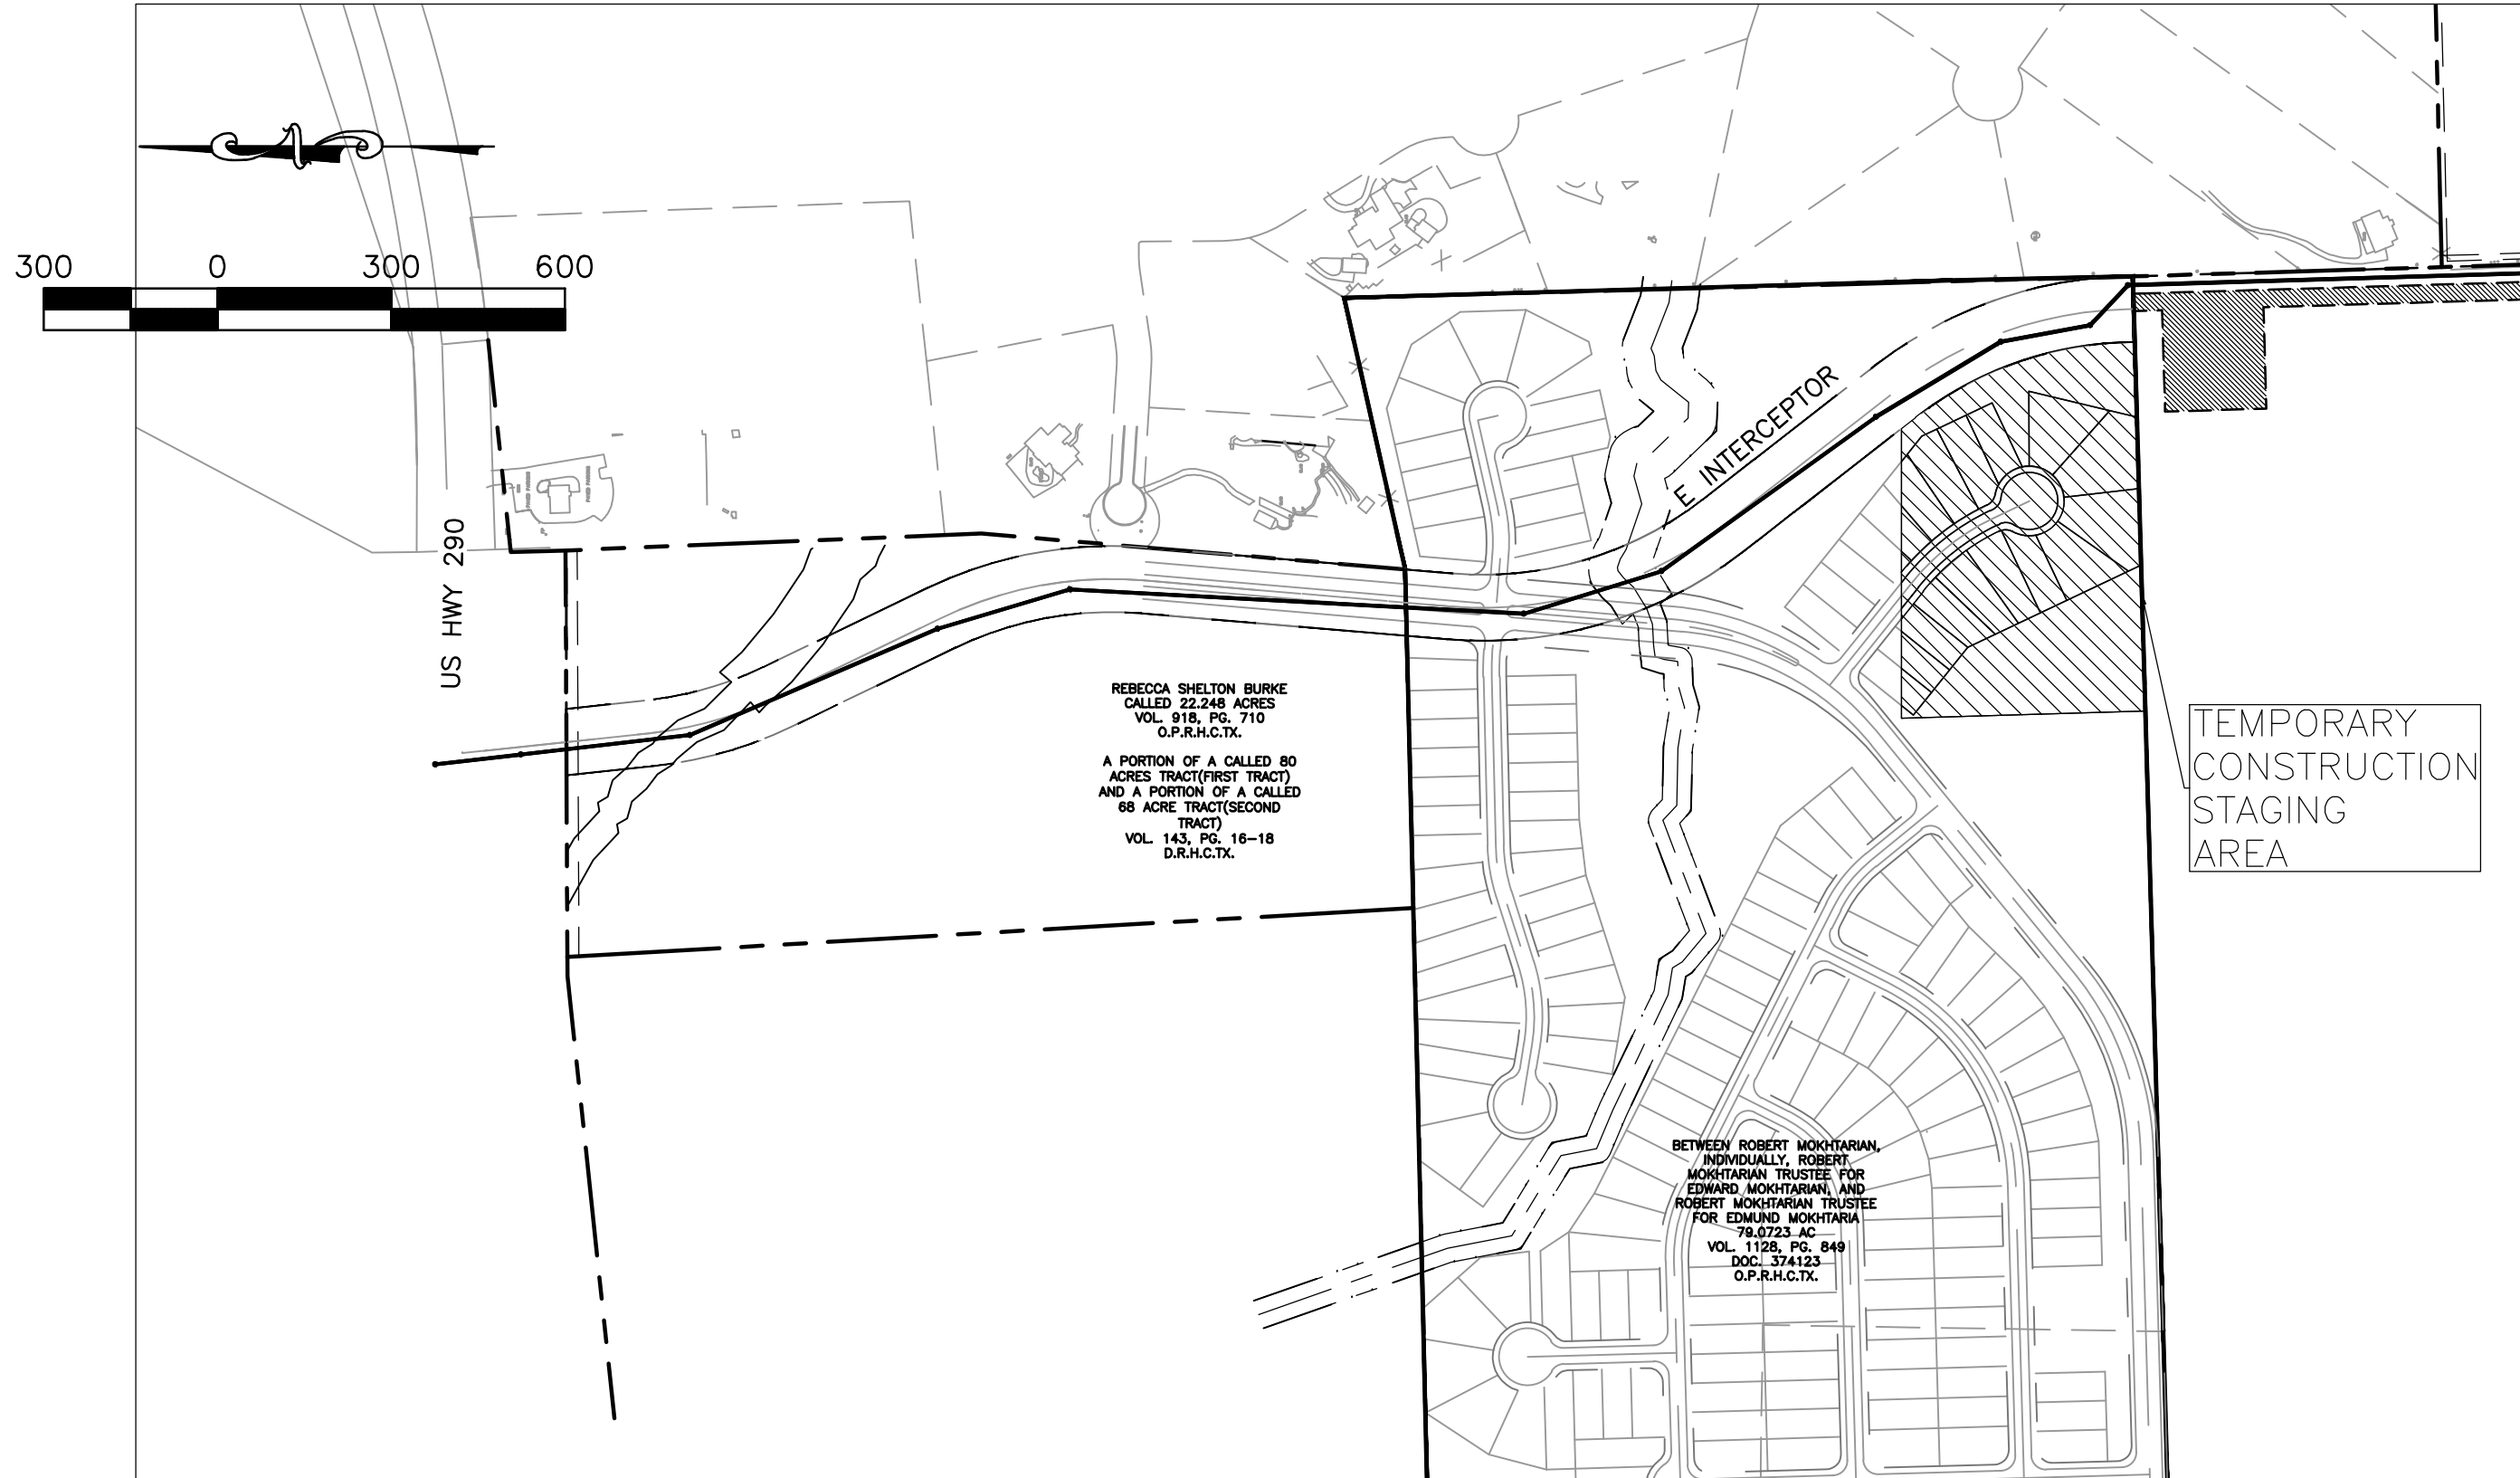 300 0 300 600
US HWY 290
E INTERCEPTOR
REBECCA SHELTON BURKE
CALLED 22.248 ACRES
VOL. 918, PG. 710
O.P.R.H.C.TX.
A PORTION OF A CALLED 80
ACRES TRACT(FIRST TRACT)
AND A PORTION OF A CALLED
68 ACRE TRACT(SECOND
TRACT)
VOL. 143, PG. 16-18
D.R.H.C.TX.
TEMPORARY
CONSTRUCTION
STAGING
AREA
BETWEEN ROBERT MOKHTARIAN,
INDIVIDUALLY, ROBERT
MOKHTARIAN TRUSTEE FOR
EDWARD MOKHTARIAN, AND
ROBERT MOKHTARIAN TRUSTEE
FOR EDMUND MOKHTARIA
79.0723 AC
VOL. 1128, PG. 849
DOC. 374123
O.P.R.H.C.TX.